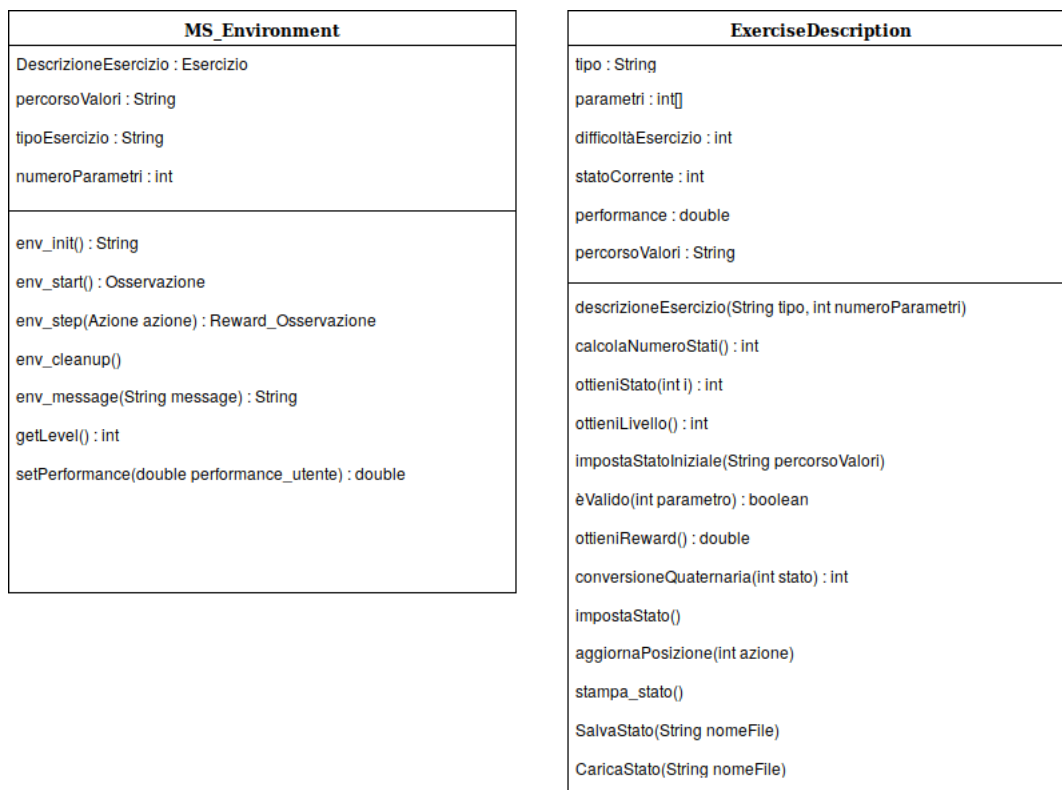 MS_Environment
DescrizioneEsercizio : Esercizio
percorsoValori : String
tipoEsercizio : String
numeroParametri : int
env_init() : String
env_start() : Osservazione
env_step(Azione azione) : Reward_Osservazione
env_cleanup()
env_message(String message) : String
getLevel() : int
setPerformance(double performance_utente) : double
ExerciseDescription
tipo : String
parametri : int[]
difficoltàEsercizio : int
statoCorrente : int
performance : double
percorsoValori : String
descrizioneEsercizio(String tipo, int numeroParametri)
calcolaNumeroStati() : int
ottieniStato(int i) : int
ottieniLivello() : int
impostaStatoIniziale(String percorsoValori)
èValido(int parametro) : boolean
ottieniReward() : double
conversioneQuaternaria(int stato) : int
impostaStato()
aggiornaPosizione(int azione)
stampa_stato()
SalvaStato(String nomeFile)
CaricaStato(String nomeFile)